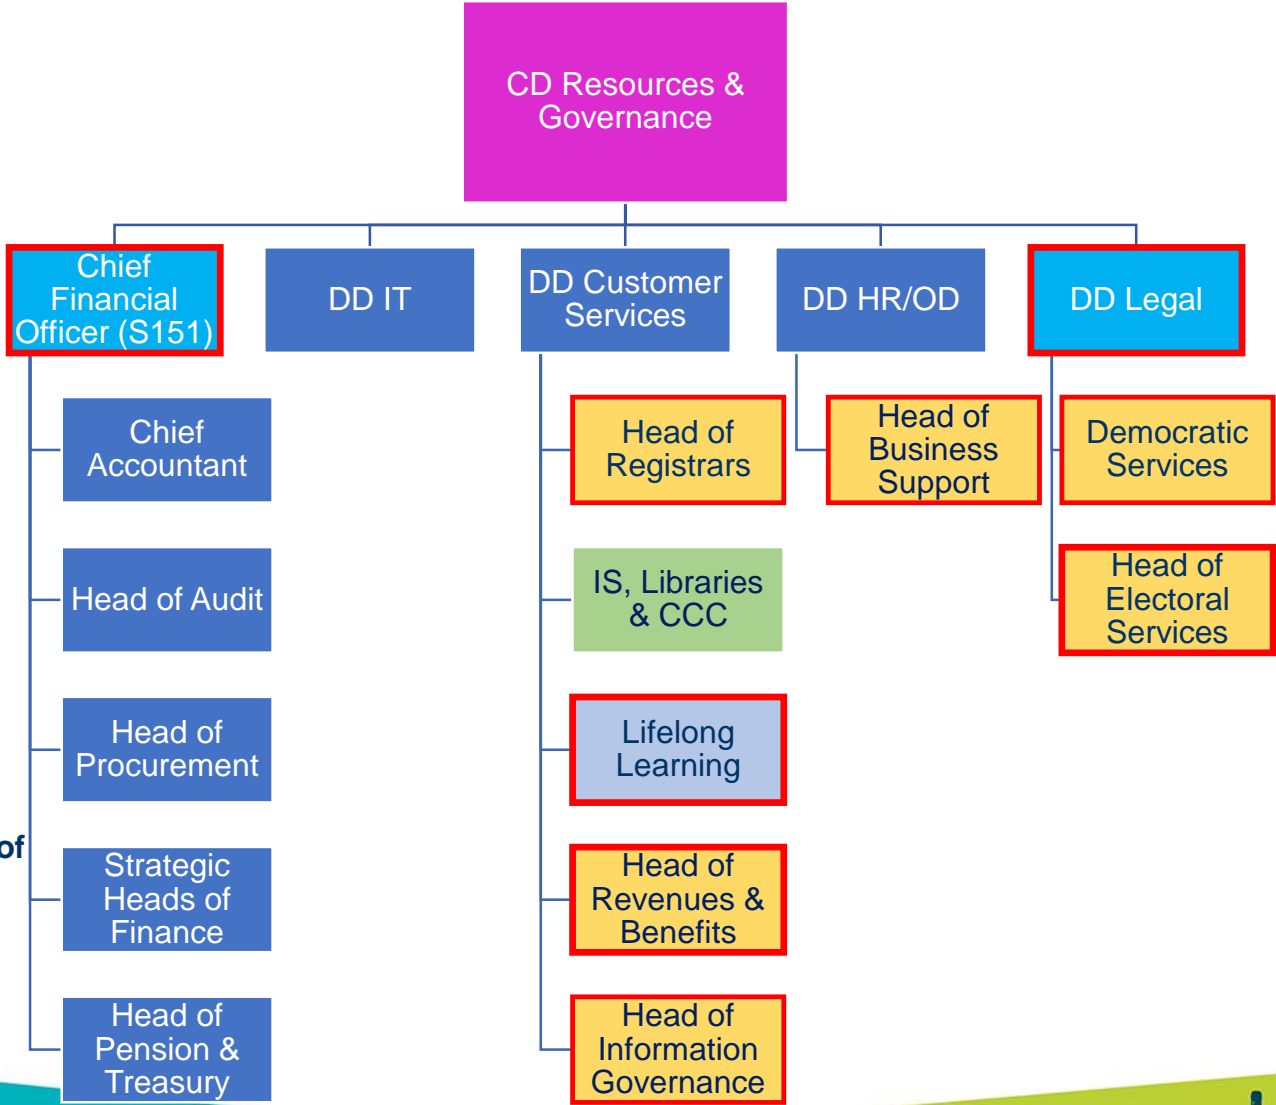 CD Resources &
Governance
Chief
Financial
Officer (S151)
DD IT
DD Customer
Services
DD HR/OD
DD Legal
Chief
Accountant
Head of Audit
Head of
Procurement
of
Strategic
Heads of
Finance
Head of
Pension &
Treasury
Head of
Registrars
IS, Libraries
& CCC
Lifelong
Learning
Head of
Revenues &
Benefits
Head of
Information
Governance
Head of
Business
Support
Democratic
Services
Head of
Electoral
Services